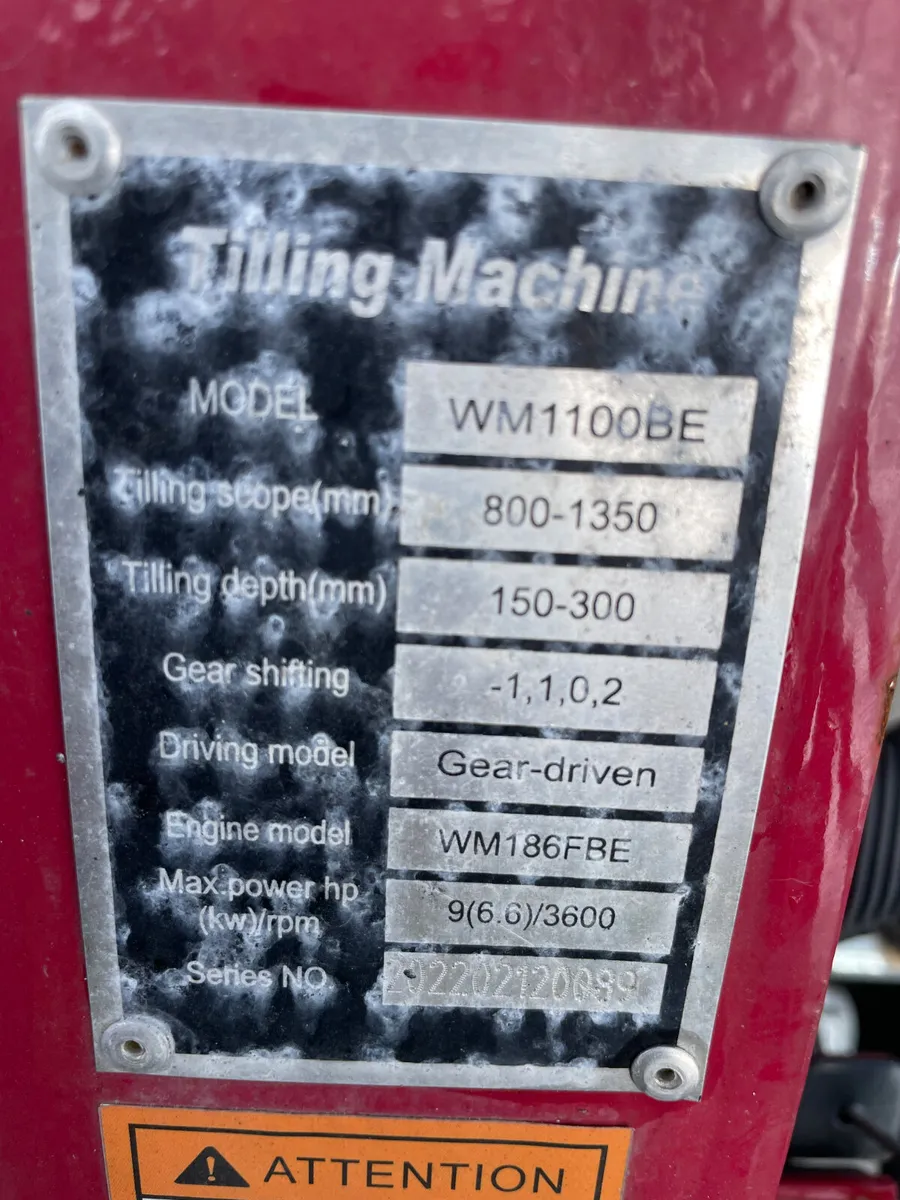 Tilling Machine
MODEL WM1100BE
Tilling scope(mm) 800-1350
Tilling depth(mm) 150-300
Gear shifting -1,1,0,2
Driving model Gear-driven
Engine model WM186FBE
Max.power hp
(kw)/rpm 9(6.6)/3600
Series NO. 202202120089
ATTENTION